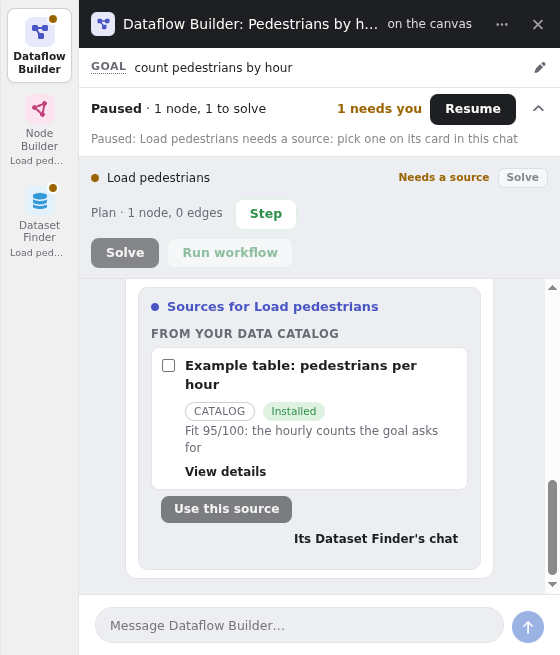 Dataflow
Builder
Node
Builder
Load ped...
Dataset
Finder
Load ped...
Dataflow Builder: Pedestrians by h... on the canvas
GOAL count pedestrians by hour
Paused · 1 node, 1 to solve 1 needs you Resume
Paused: Load pedestrians needs a source: pick one on its card in this chat
Load pedestrians Needs a source Solve
Plan · 1 node, 0 edges Step
Solve Run workflow
Sources for Load pedestrians
FROM YOUR DATA CATALOG
Example table: pedestrians per
hour
CATALOG Installed
Fit 95/100: the hourly counts the goal asks
for
View details
Use this source
Its Dataset Finder's chat
Message Dataflow Builder...